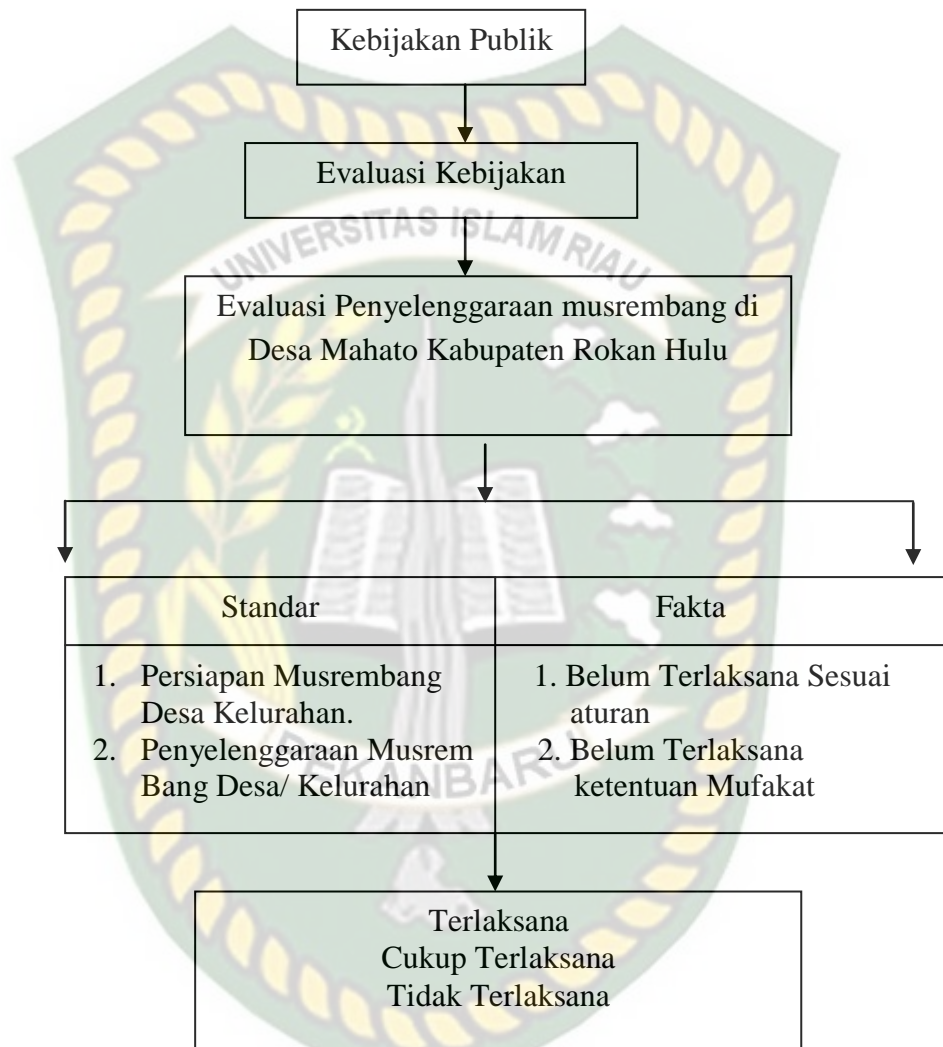 Kebijakan Publik
Evaluasi Kebijakan
UNIVERSITAS ISLAM RIAU
Evaluasi Penyelenggaraan musrembang di
Desa Mahato Kabupaten Rokan Hulu
Standar
Fakta
1. Persiapan Musrembang
Desa Kelurahan.
2. Penyelenggaraan Musrem
Bang Desa/ Kelurahan
1. Belum Terlaksana Sesuai
aturan
2. Belum Terlaksana
ketentuan Mufakat
PEKANBARU
Terlaksana
Cukup Terlaksana
Tidak Terlaksana